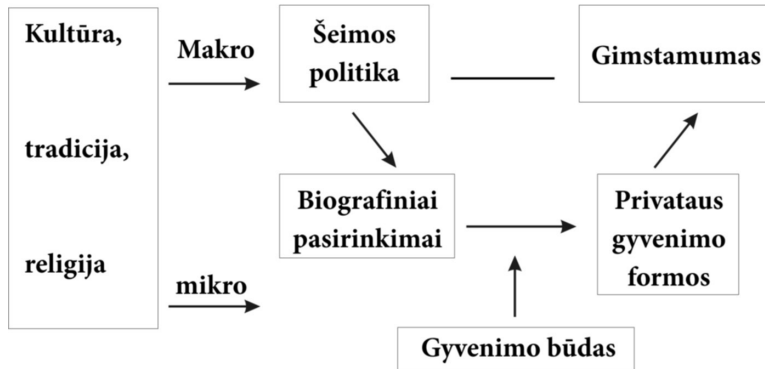 Kultūra,
tradicija,
religija
Makro
mikro
Šeimos
politika
Gimstamumas
Biografiniai
pasirinkimai
Privataus
gyvenimo
formos
Gyvenimo būdas